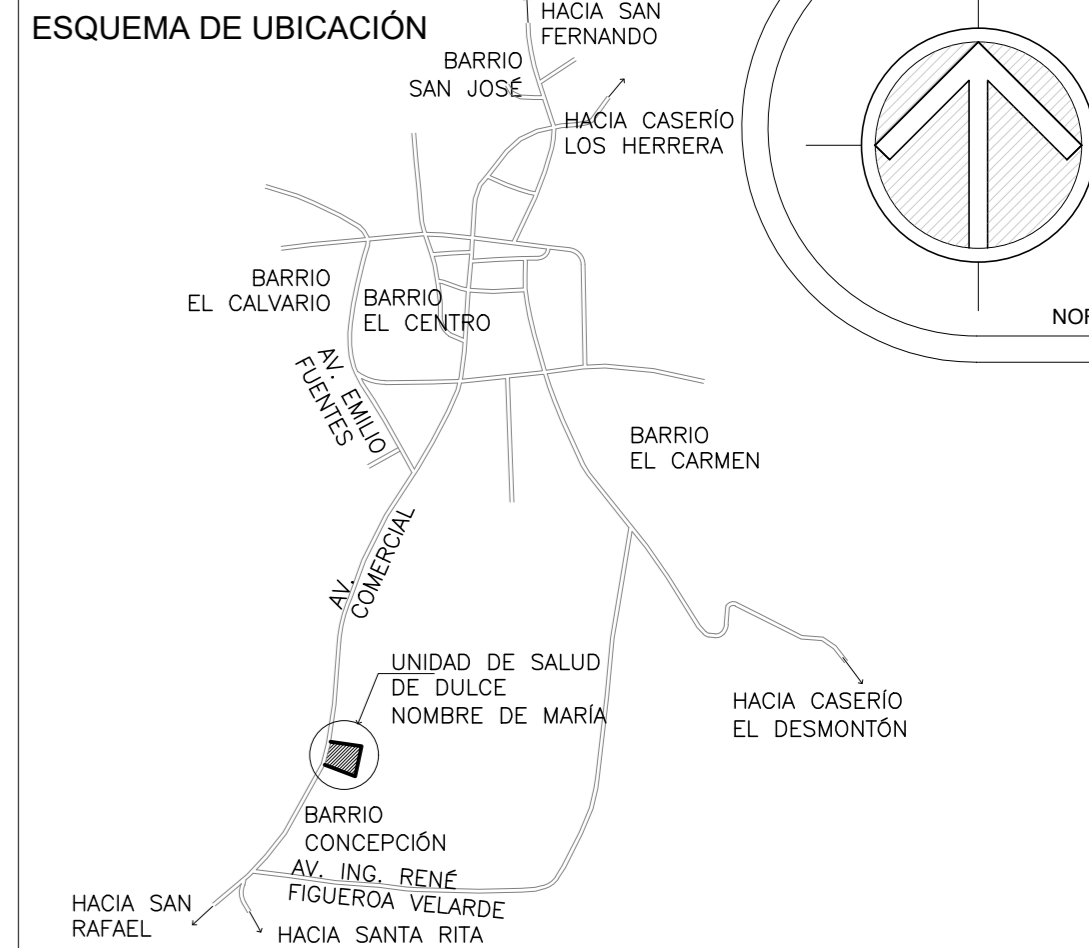 ESQUEMA DE UBICACIÓN
HACIA SAN
FERNANDO
BARRIO
SAN JOSÉ
HACIA CASERÍO
LOS HERRERA
BARRIO
EL CALVARIO
BARRIO
EL CENTRO
AV. EMILIO
FUENTES
BARRIO
EL CARMEN
AV.
COMERCIAL
UNIDAD DE SALUD
DE DULCE
NOMBRE DE MARÍA
HACIA CASERÍO
EL DESMONTÓN
BARRIO
CONCEPCIÓN
AV. ING. RENÉ
FIGUEROA VELARDE
HACIA SAN
RAFAEL
HACIA SANTA RITA